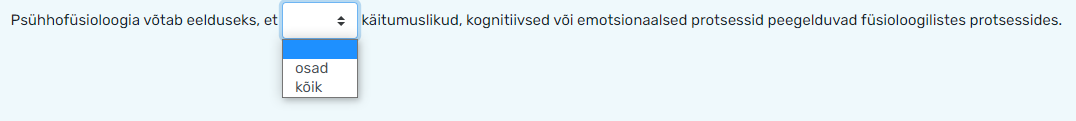 Psühhofüsioloogia võtab eelduseks, et käitumuslikud, kognitiivsed või emotsionaalsed protsessid peegelduvad füsioloogilistes protsessides.
osad
kõik